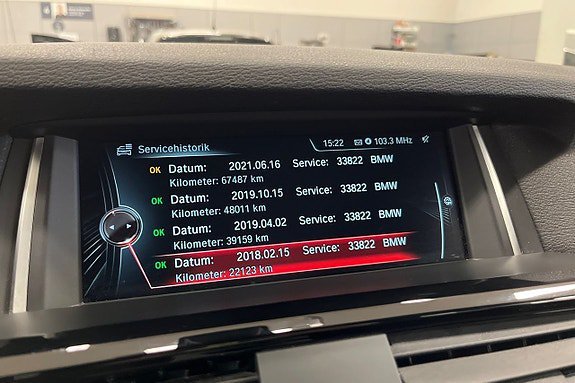 Servicehistorik 15:22 103.3 MHz
OK Datum: 2021.06.16 Service: 33822 BMW
Kilometer: 67487 km
OK Datum: 2019.10.15 Service: 33822 BMW
Kilometer: 48011 km
OK Datum: 2019.04.02 Service: 33822 BMW
Kilometer: 39159 km
OK Datum: 2018.02.15 Service: 33822 BMW
Kilometer: 22123 km